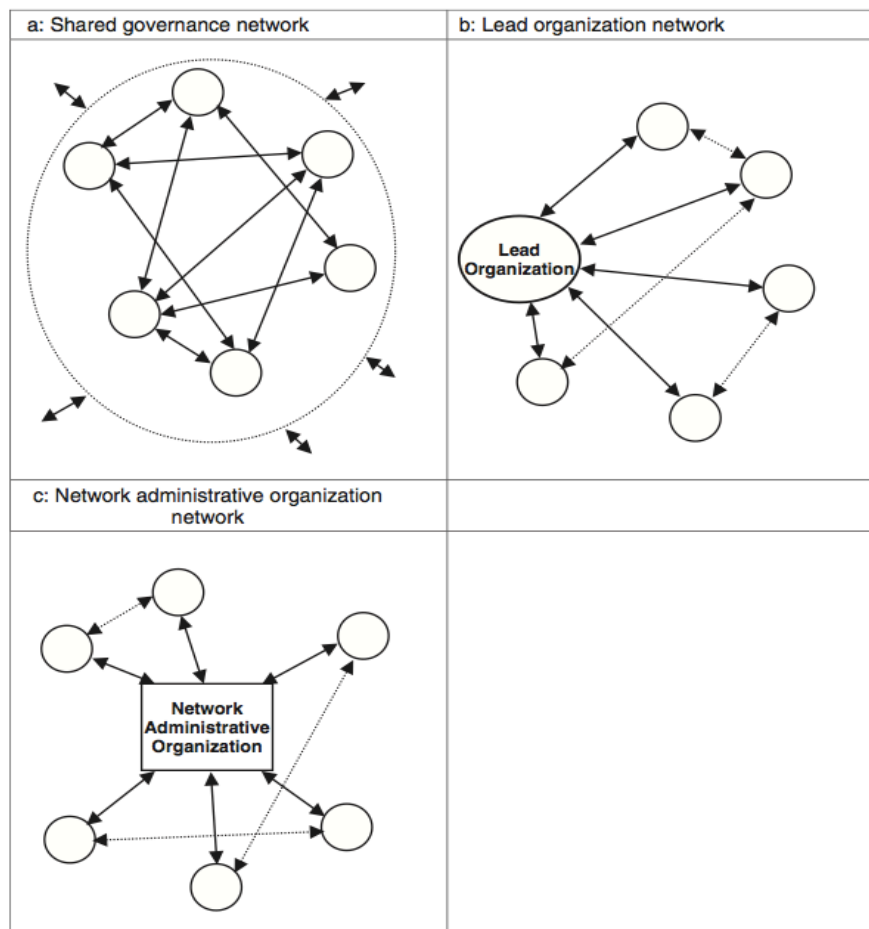 a: Shared governance network
b: Lead organization network
Lead
Organization
c: Network administrative organization
network
Network
Administrative
Organization